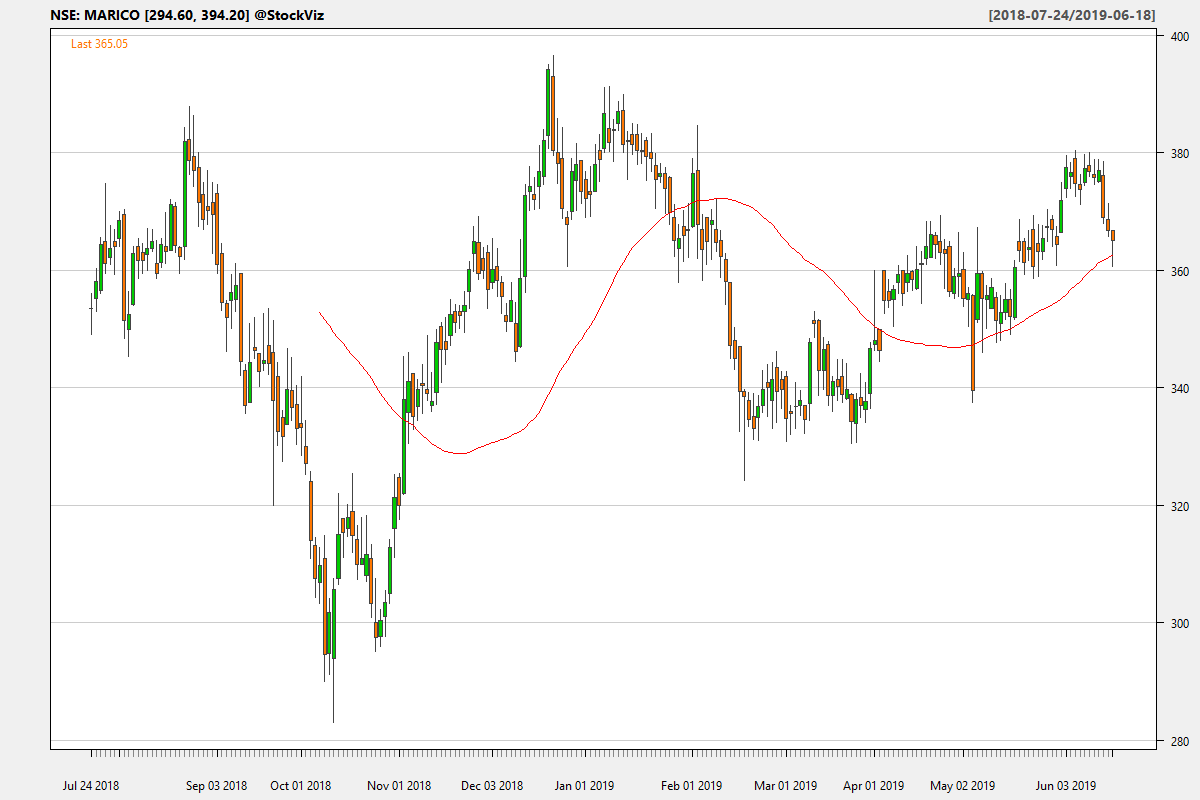 NSE: MARICO [294.60, 394.20] @StockViz
[2018-07-24/2019-06-18]
Last 365.05
400
380
360
340
320
300
280
Jul 24 2018
Sep 03 2018
Oct 01 2018
Nov 01 2018
Dec 03 2018
Jan 01 2019
Feb 01 2019
Mar 01 2019
Apr 01 2019
May 02 2019
Jun 03 2019